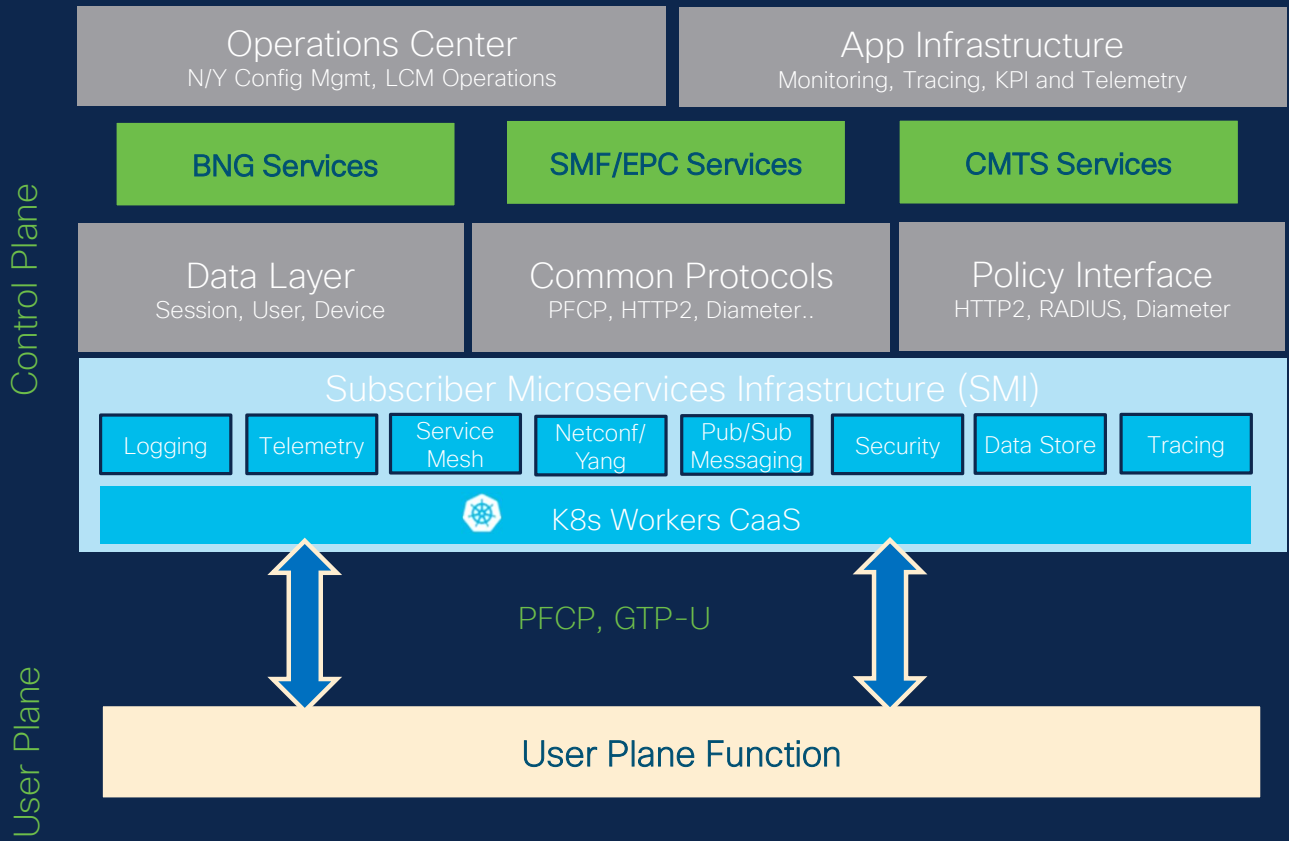 Operations Center
N/Y Config Mgmt, LCM Operations
App Infrastructure
Monitoring, Tracing, KPI and Telemetry
BNG Services
SMF/EPC Services
CMTS Services
Control Plane
Data Layer
Session, User, Device
Common Protocols
PFCP, HTTP2, Diameter..
Policy Interface
HTTP2, RADIUS, Diameter
Subscriber Microservices Infrastructure (SMI)
Logging
Telemetry
Service
Mesh
Netconf/
Yang
Pub/Sub
Messaging
Security
Data Store
Tracing
K8s Workers CaaS
PFCP, GTP-U
User Plane
User Plane Function